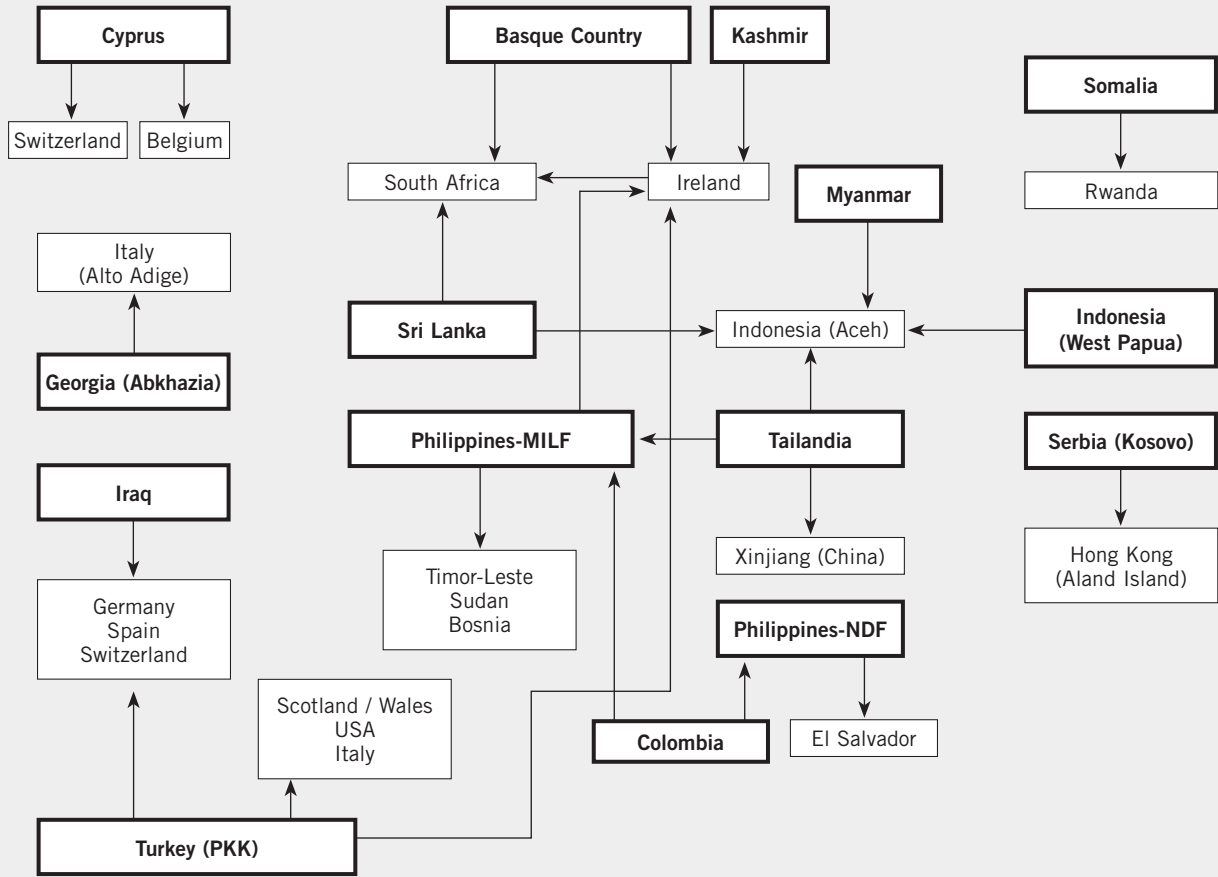 Cyprus
Basque Country
Kashmir
Somalia
Switzerland
Belgium
South Africa
Ireland
Myanmar
Rwanda
Italy
(Alto Adige)
Sri Lanka
Indonesia (Aceh)
Indonesia
(West Papua)
Georgia (Abkhazia)
Philippines-MILF
Tailandia
Serbia (Kosovo)
Iraq
Timor-Leste
Sudan
Bosnia
Xinjiang (China)
Hong Kong
(Aland Island)
Germany
Spain
Switzerland
Philippines-NDF
Scotland / Wales
USA
Italy
Colombia
El Salvador
Turkey (PKK)